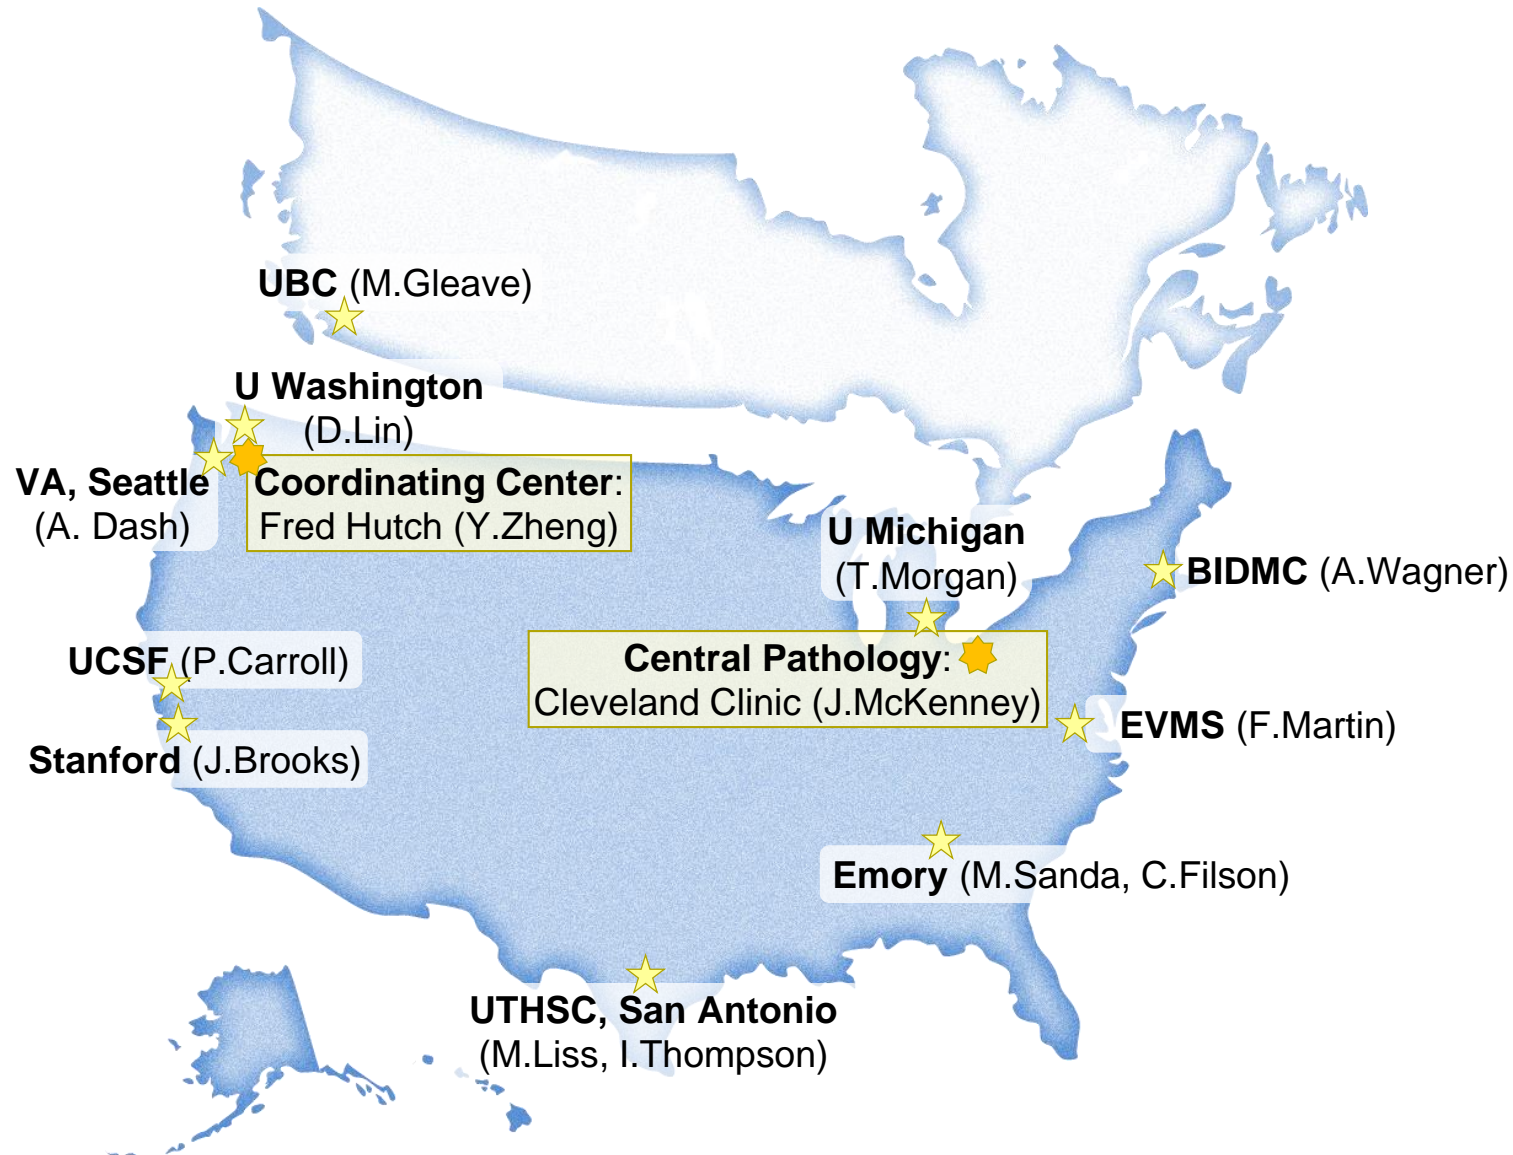 UBC (M.Gleave)
U Washington
(D.Lin)
VA, Seattle
(A. Dash)
Coordinating Center:
Fred Hutch (Y.Zheng)
U Michigan
(T.Morgan)
BIDMC (A.Wagner)
UCSF (P.Carroll)
Central Pathology:
Cleveland Clinic (J.McKenney)
Stanford (J.Brooks)
EVMS (F.Martin)
Emory (M.Sanda, C.Filson)
UTHSC, San Antonio
(M.Liss, I.Thompson)